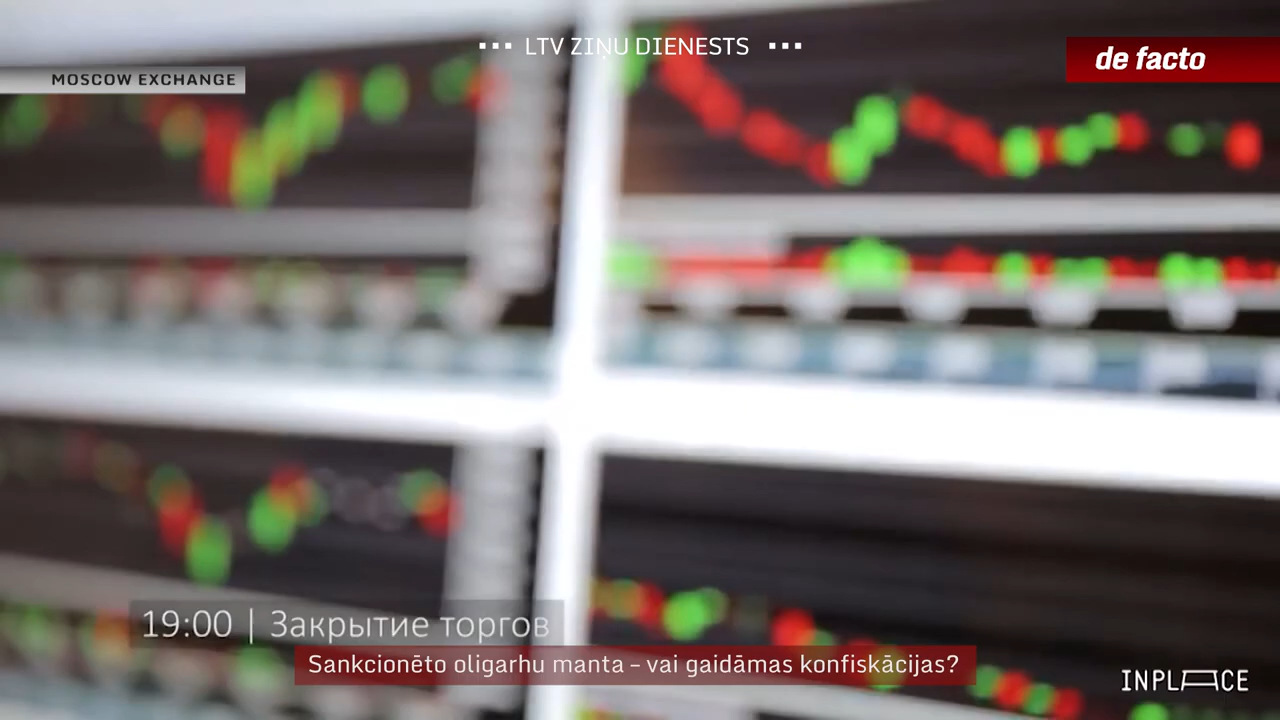 LTV ZIŅU DIENESTS
de facto
MOSCOW EXCHANGE
19:00 | Закрытие торгов
Sankcionēto oligarhu manta – vai gaidāmas konfiskācijas?
INPLACE